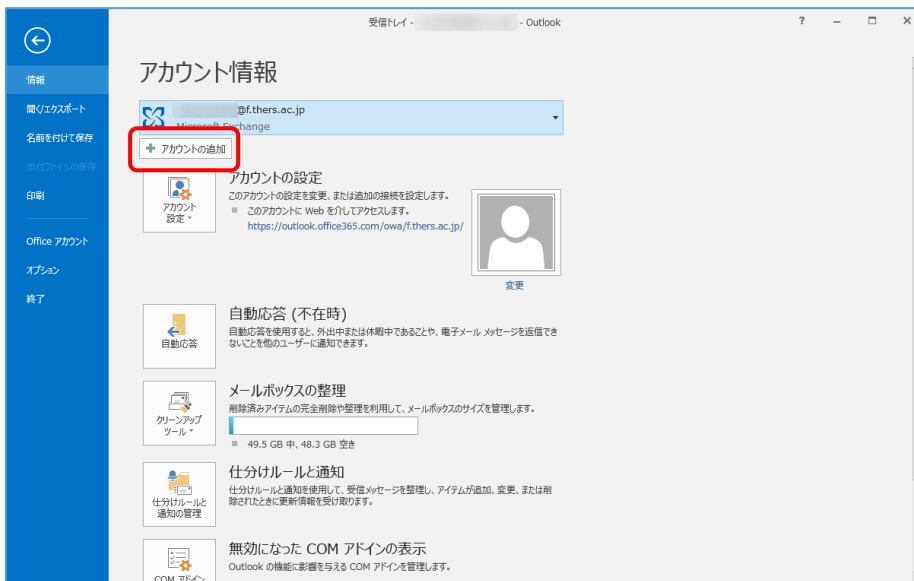 受信トレイ - - Outlook
?
アカウント情報
情報
開く/エクスポート
名前を付けて保存
添付ファイルの保存
印刷
Office アカウント
オプション
終了
@f.thers.ac.jp
Microsoft Exchange
アカウントの追加
アカウント
設定
アカウントの設定
このアカウントの設定を変更、または追加の接続を設定します。
このアカウントに Web を介してアクセスします。
https://outlook.office365.com/owa/f.thers.ac.jp/
変更
自動応答
自動応答 (不在時)
自動応答を使用すると、外出中または休暇中であることや、電子メール メッセージを返信でき
ないことを他のユーザーに通知できます。
クリーンアップ
ツール
メールボックスの整理
削除済みアイテムの完全削除や整理を利用して、メールボックスのサイズを管理します。
49.5 GB 中、48.3 GB 空き
仕分けルールと
通知の管理
仕分けルールと通知
仕分けルールと通知を使用して、受信メッセージを整理し、アイテムが追加、変更、または削
除されたときに更新情報を受け取ります。
COM アドイン
無効になった COM アドインの表示
Outlook の機能に影響を与える COM アドインを管理します。